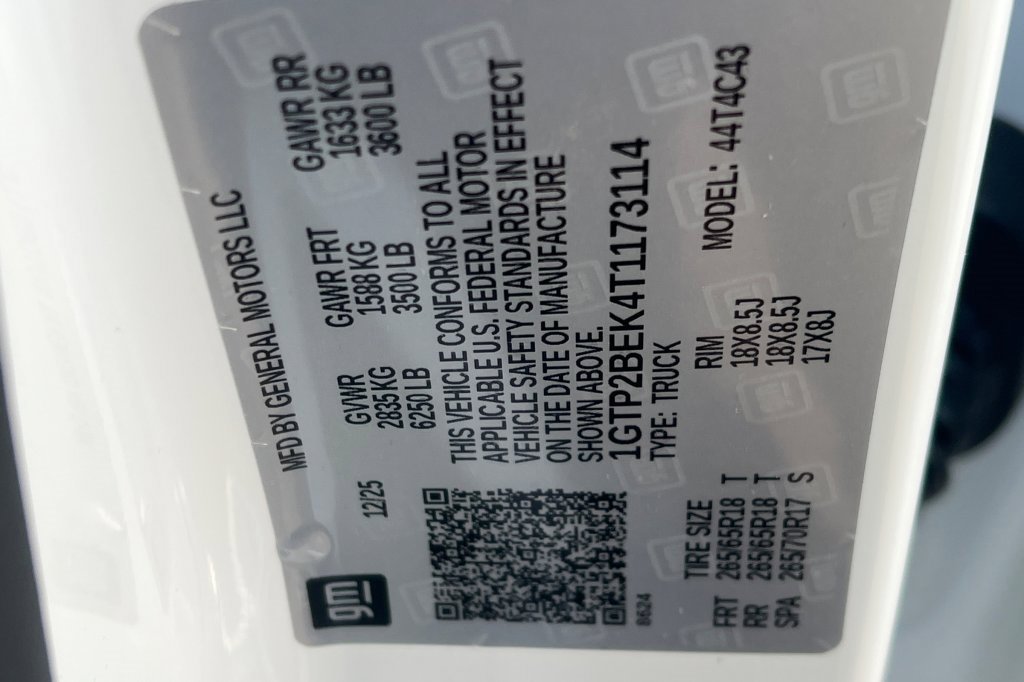 gm
MFD BY GENERAL MOTORS LLC
12/25
GVWR GAWR FRT GAWR RR
2835 KG 1588 KG 1633 KG
6250 LB 3500 LB 3600 LB
THIS VEHICLE CONFORMS TO ALL
APPLICABLE U.S. FEDERAL MOTOR
VEHICLE SAFETY STANDARDS IN EFFECT
ON THE DATE OF MANUFACTURE
SHOWN ABOVE.
1GTP2BEK4T1173114
8624
TYPE: TRUCK
TIRE SIZE RIM MODEL: 44T4C43
FRT 265/65R18 T 18X8.5J
RR 265/65R18 T 18X8.5J
SPA 265/70R17 S 17X8J